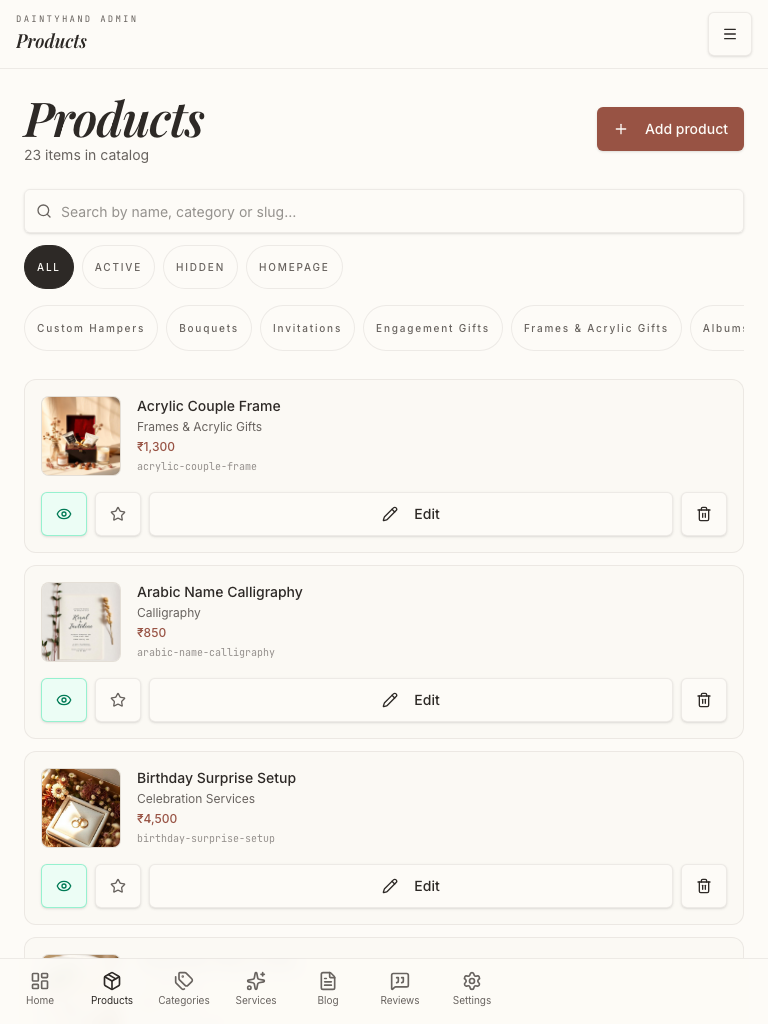 DAINTYHAND ADMIN
Products
Products
23 items in catalog
Add product
Search by name, category or slug...
ALL
ACTIVE
HIDDEN
HOMEPAGE
Custom Hampers
Bouquets
Invitations
Engagement Gifts
Frames & Acrylic Gifts
Albums
Acrylic Couple Frame
Frames & Acrylic Gifts
₹1,300
acrylic-couple-frame
Edit
Arabic Name Calligraphy
Calligraphy
₹850
arabic-name-calligraphy
Edit
Birthday Surprise Setup
Celebration Services
₹4,500
birthday-surprise-setup
Edit
Home
Products
Categories
Services
Blog
Reviews
Settings